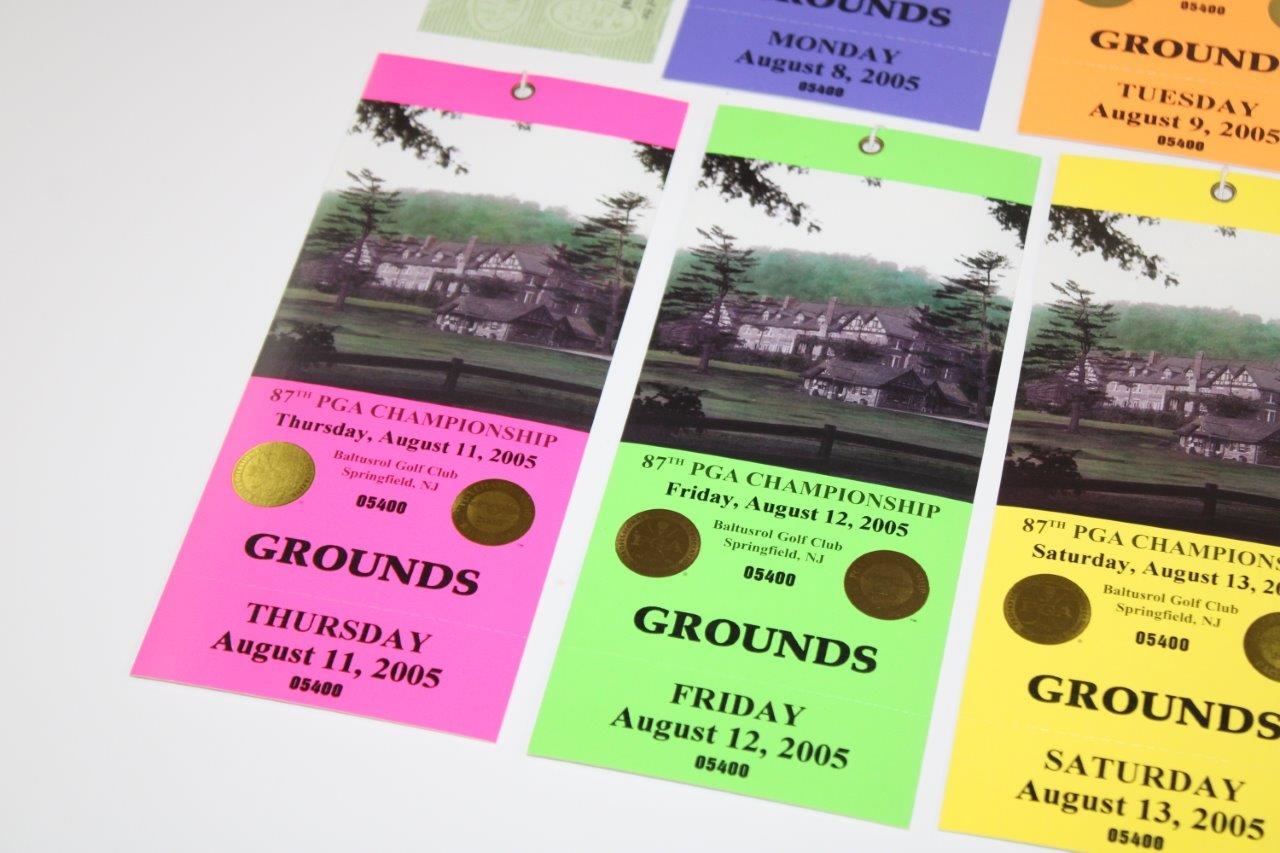 GROUNDS
MONDAY
August 8, 2005
05400
05400
GROUNDS
TUESDAY
August 9, 2005
05400
87TH PGA CHAMPIONSHIP
Thursday, August 11, 2005
Baltusrol Golf Club
Springfield, NJ
05400
GROUNDS
THURSDAY
August 11, 2005
05400
87TH PGA CHAMPIONSHIP
Friday, August 12, 2005
Baltusrol Golf Club
Springfield, NJ
05400
PGA
GROUNDS
FRIDAY
August 12, 2005
05400
87TH PGA CHAMPIONS
Saturday, August 13, 2
Baltusrol Golf Club
Springfield, NJ
05400
PGA
GROUNDS
SATURDAY
August 13, 2005
05400